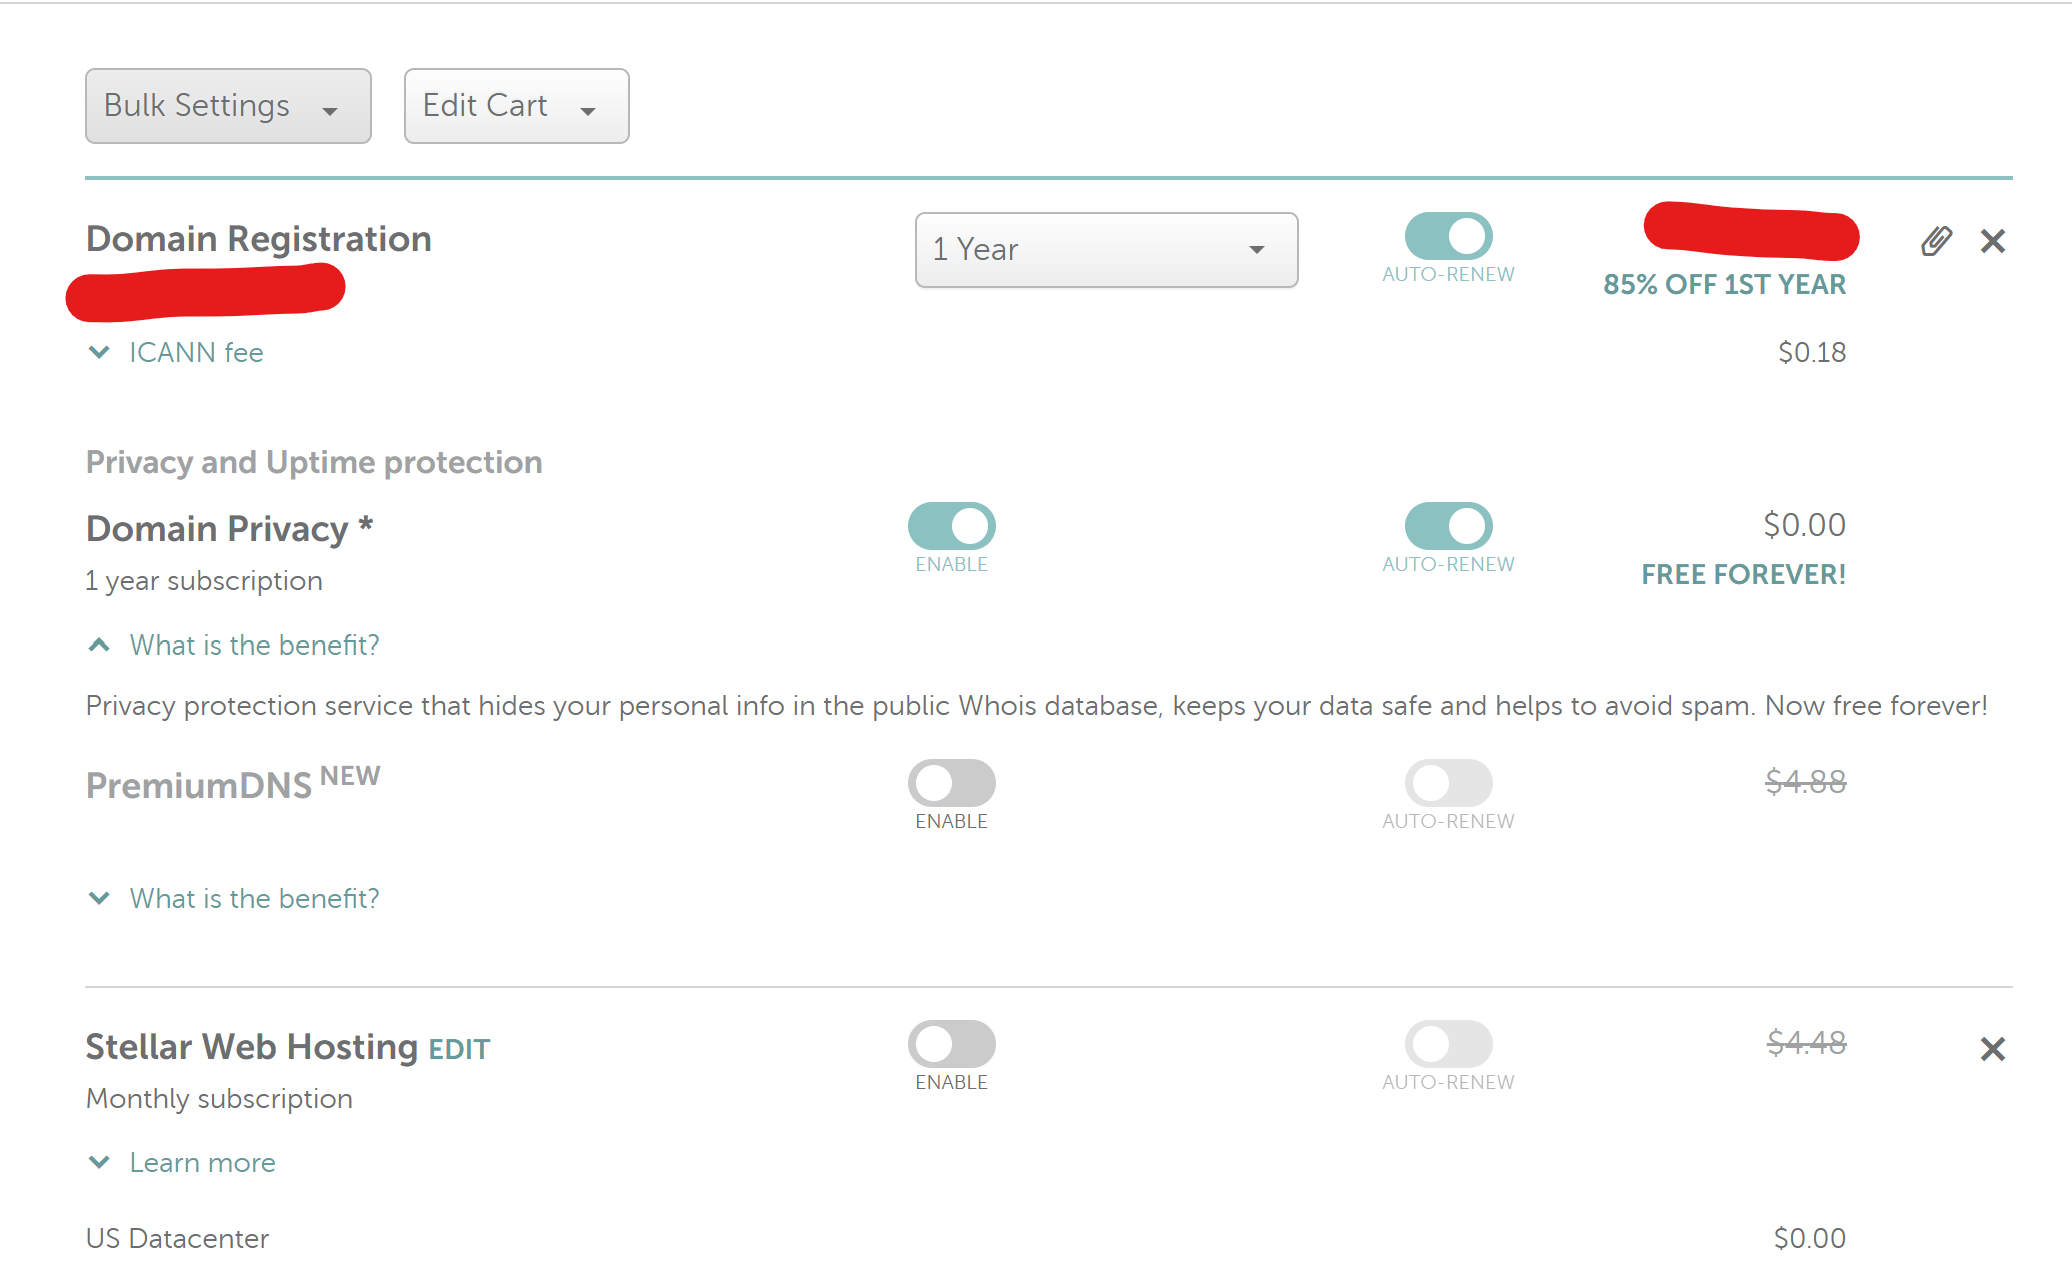 Bulk Settings
Edit Cart
Domain Registration
1 Year
AUTO-RENEW
85% OFF 1ST YEAR
ICANN fee
$0.18
Privacy and Uptime protection
Domain Privacy *
ENABLE
AUTO-RENEW
$0.00
FREE FOREVER!
1 year subscription
What is the benefit?
Privacy protection service that hides your personal info in the public Whois database, keeps your data safe and helps to avoid spam. Now free forever!
PremiumDNS NEW
ENABLE
AUTO-RENEW
$4.88
What is the benefit?
Stellar Web Hosting EDIT
ENABLE
AUTO-RENEW
$4.48
Monthly subscription
Learn more
US Datacenter
$0.00